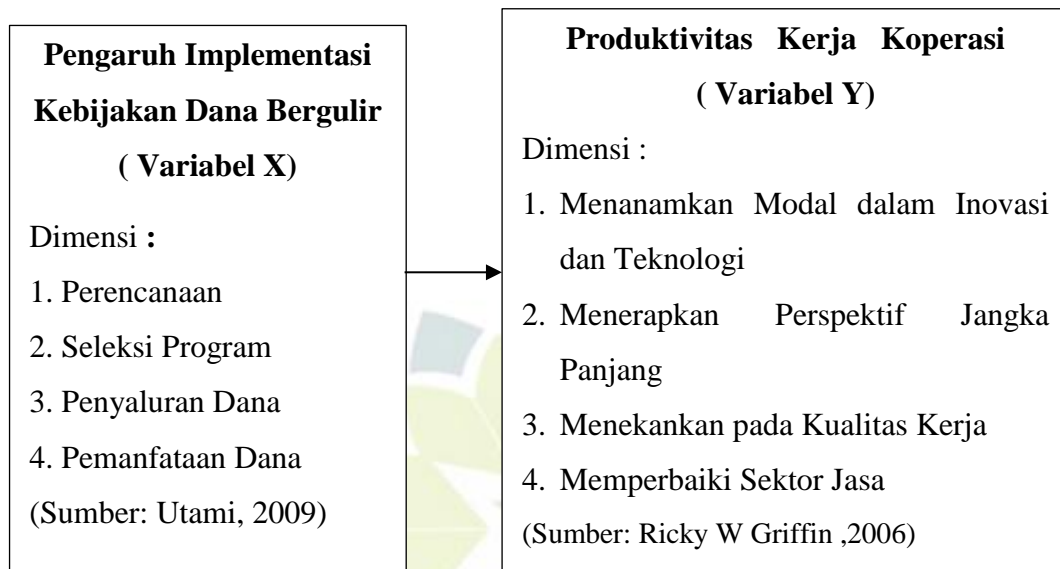 Pengaruh Implementasi
Kebijakan Dana Bergulir
( Variabel X)
Dimensi :
1. Perencanaan
2. Seleksi Program
3. Penyaluran Dana
4. Pemanfataan Dana
(Sumber: Utami, 2009)
Produktivitas Kerja Koperasi
( Variabel Y)
Dimensi :
1. Menanamkan Modal dalam Inovasi
dan Teknologi
2. Menerapkan Perspektif Jangka
Panjang
3. Menekankan pada Kualitas Kerja
4. Memperbaiki Sektor Jasa
(Sumber: Ricky W Griffin ,2006)